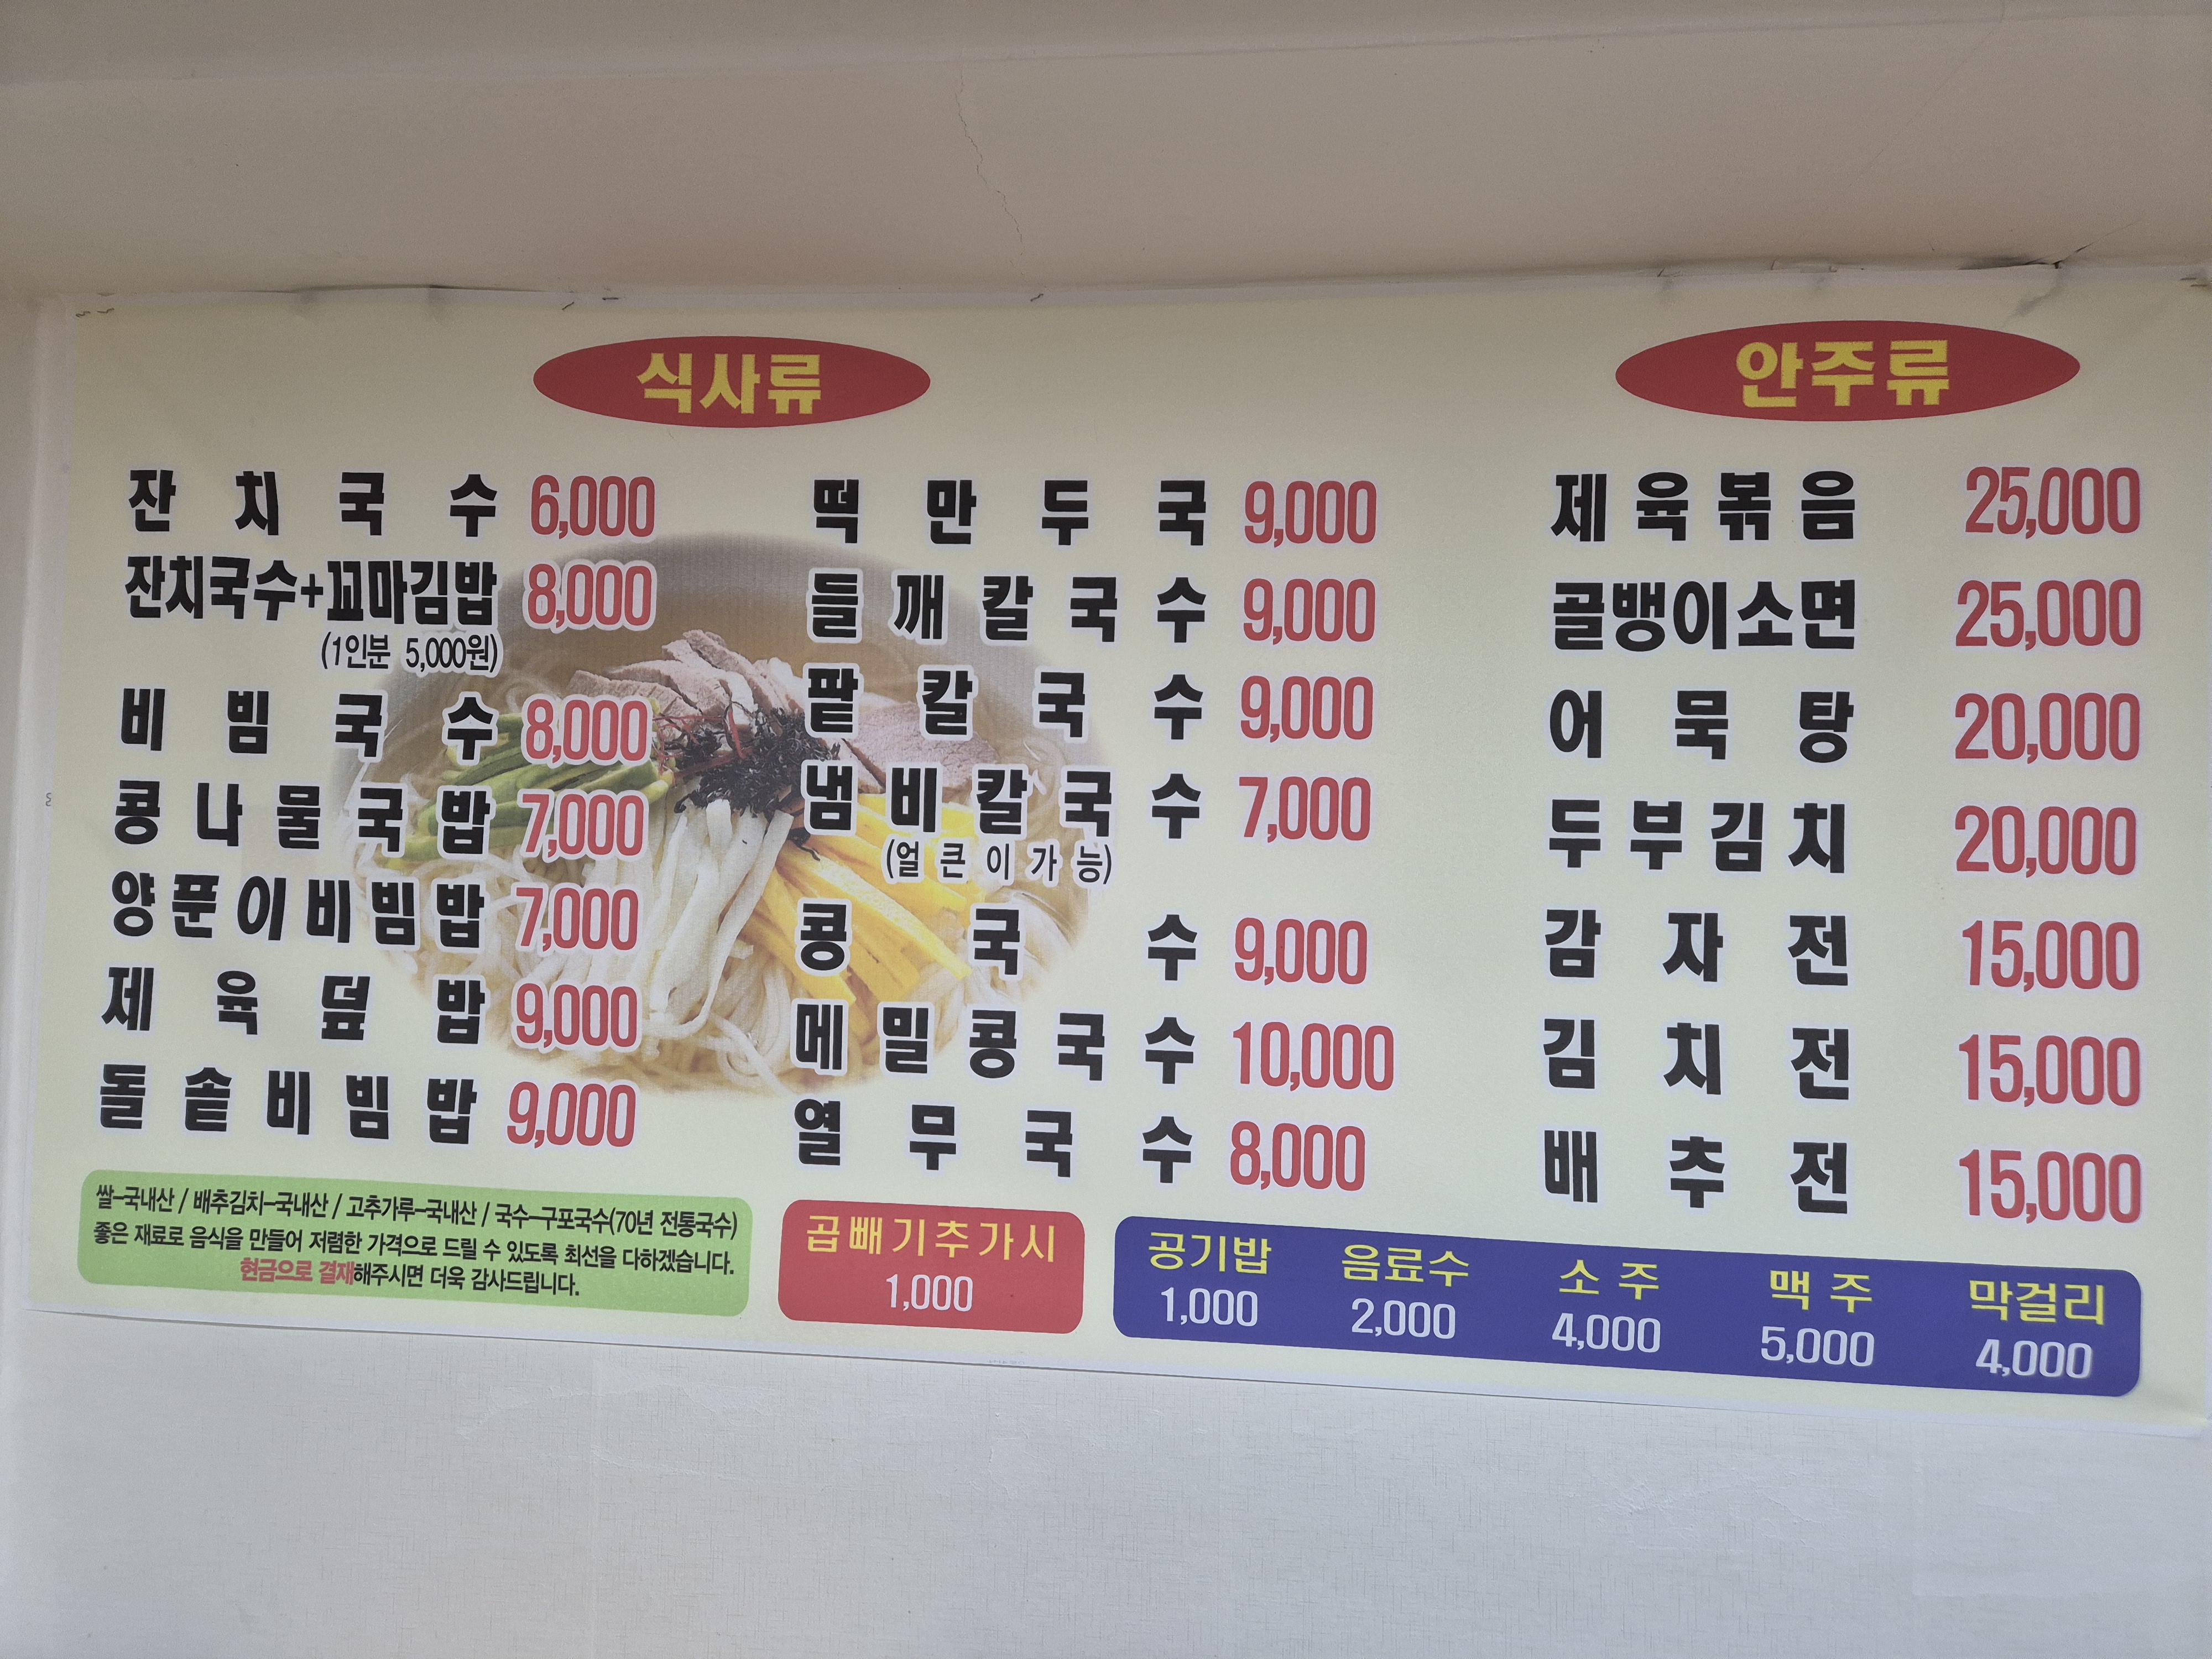 식사류
잔치국수 6,000
잔치국수+꼬마김밥 8,000
(1인분 5,000원)
비빔국수 8,000
콩나물국밥 7,000
양푼이비빔밥 7,000
제육덮밥 9,000
돌솥비빔밥 9,000
떡만두국 9,000
들깨칼국수 9,000
팥칼국수 9,000
냄비칼국수 7,000
(얼큰이가능)
콩국수 9,000
메밀콩국수 10,000
열무국수 8,000
안주류
제육볶음 25,000
골뱅이소면 25,000
어묵탕 20,000
두부김치 20,000
감자전 15,000
김치전 15,000
배추전 15,000
쌀-국내산 / 배추김치-국내산 / 고추가루-국내산 / 국수-구포국수(70년 전통국수)
좋은 재료로 음식을 만들어 저렴한 가격으로 드릴 수 있도록 최선을 다하겠습니다.
현금으로 결재해주시면 더욱 감사드립니다.
곱빼기추가시
1,000
공기밥 음료수 소주 맥주 막걸리
1,000 2,000 4,000 5,000 4,000